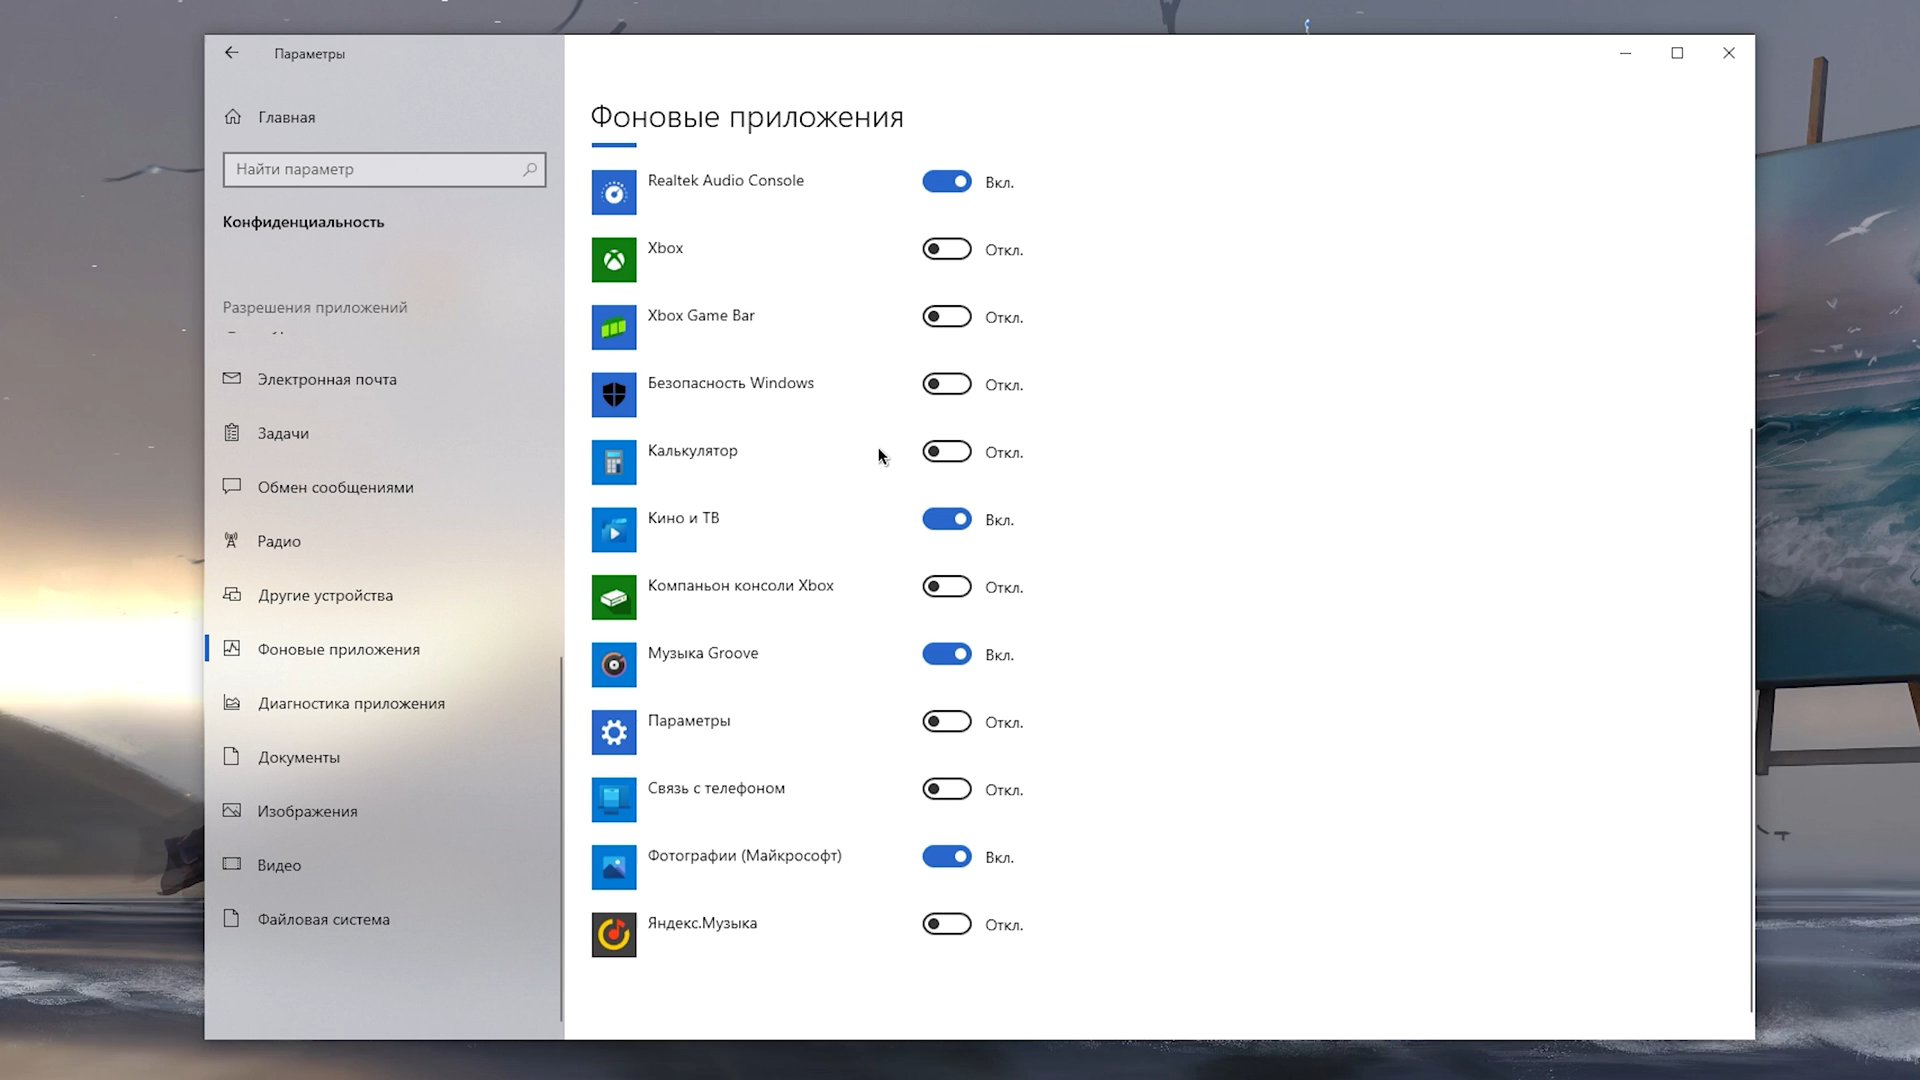 Параметры
Главная
Найти параметр
Конфиденциальность
Разрешения приложений
Электронная почта
Задачи
Обмен сообщениями
Радио
Другие устройства
Фоновые приложения
Диагностика приложения
Документы
Изображения
Видео
Файловая система
Фоновые приложения
Realtek Audio Console Вкл.
Xbox Откл.
Xbox Game Bar Откл.
Безопасность Windows Откл.
Калькулятор Откл.
Кино и ТВ Вкл.
Компаньон консоли Xbox Откл.
Музыка Groove Вкл.
Параметры Откл.
Связь с телефоном Откл.
Фотографии (Майкрософт) Вкл.
Яндекс.Музыка Откл.